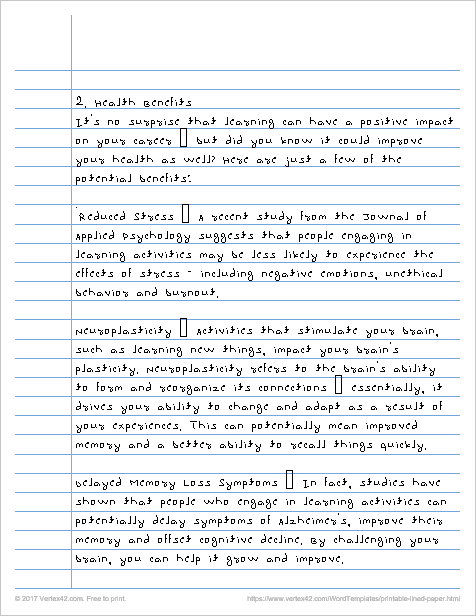 2. Health Benefits
It's no surprise that learning can have a positive impact
on your career ▯ but did you know it could improve
your health as well? Here are just a few of the
potential benefits:
Reduced Stress ▯ A recent study from the Journal of
Applied Psychology suggests that people engaging in
learning activities may be less likely to experience the
effects of stress - including negative emotions, unethical
behavior and burnout.
Neuroplasticity ▯ Activities that stimulate your brain,
such as learning new things, impact your brain's
plasticity. Neuroplasticity refers to the brain's ability
to form and reorganize its connections ▯ essentially, it
drives your ability to change and adapt as a result of
your experiences. This can potentially mean improved
memory and a better ability to recall things quickly.
Delayed Memory Loss Symptoms ▯ In fact, studies have
shown that people who engage in learning activities can
potentially delay symptoms of Alzheimer's, improve their
memory and offset cognitive decline. By challenging your
brain, you can help it grow and improve.
© 2017 Vertex42.com. Free to print. https://www.vertex42.com/WordTemplates/printable-lined-paper.html